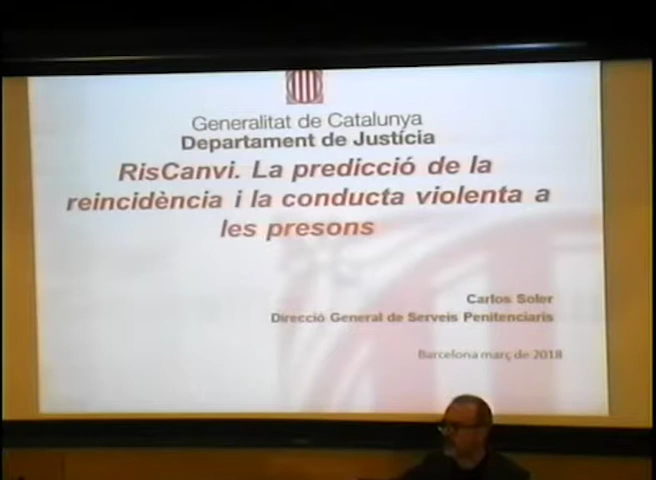 Generalitat de Catalunya
Departament de Justícia
RisCanvi. La predicció de la
reincidència i la conducta violenta a
les presons
Carlos Soler
Direcció General de Serveis Penitenciaris
Barcelona març de 2018